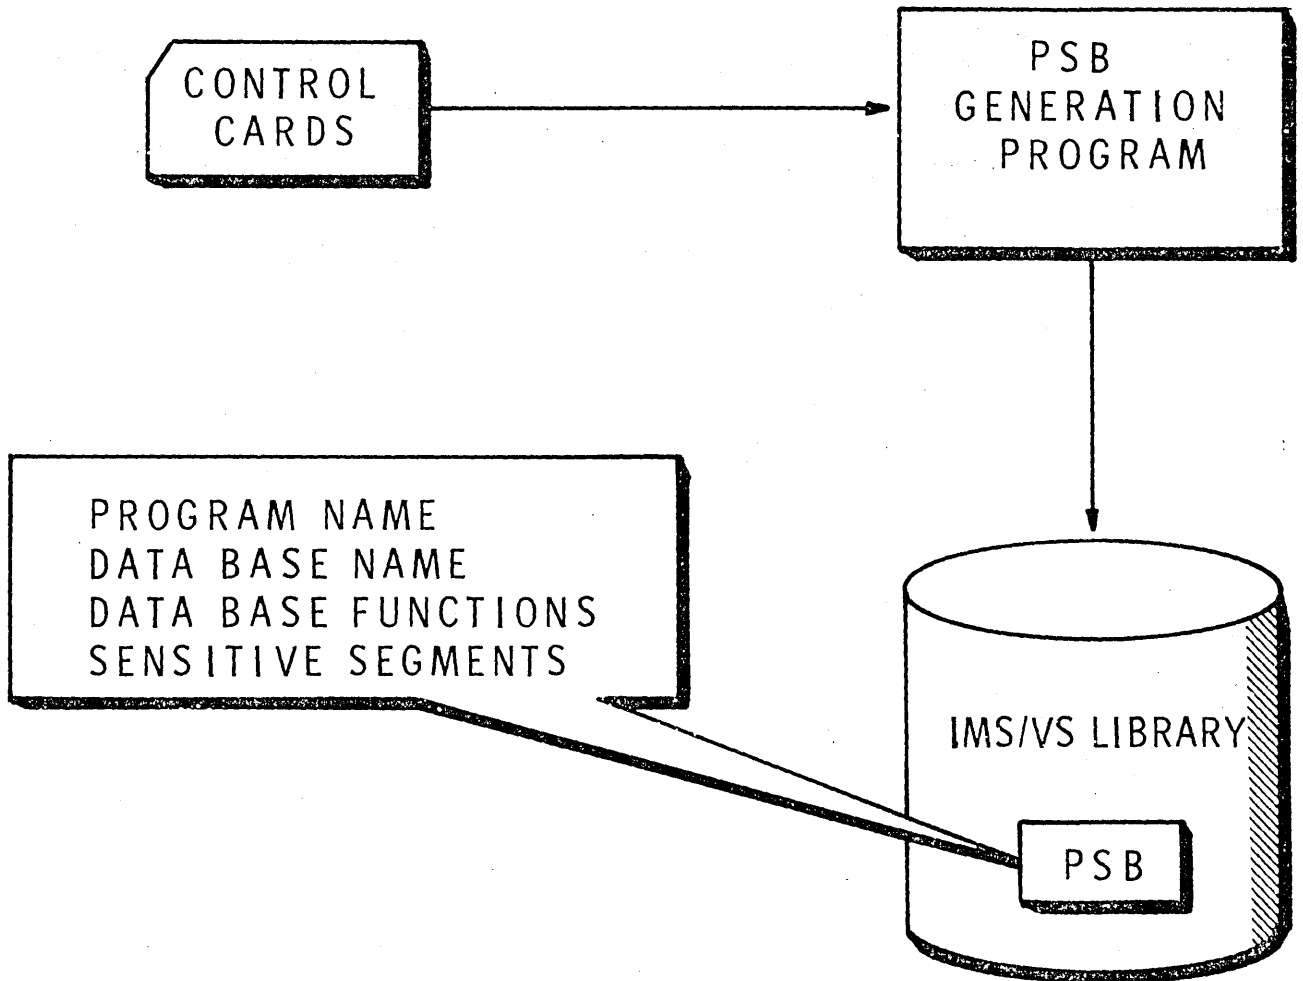 CONTROL
CARDS
PSB
GENERATION
PROGRAM
PROGRAM NAME
DATA BASE NAME
DATA BASE FUNCTIONS
SENSITIVE SEGMENTS
IMS/VS LIBRARY
PSB